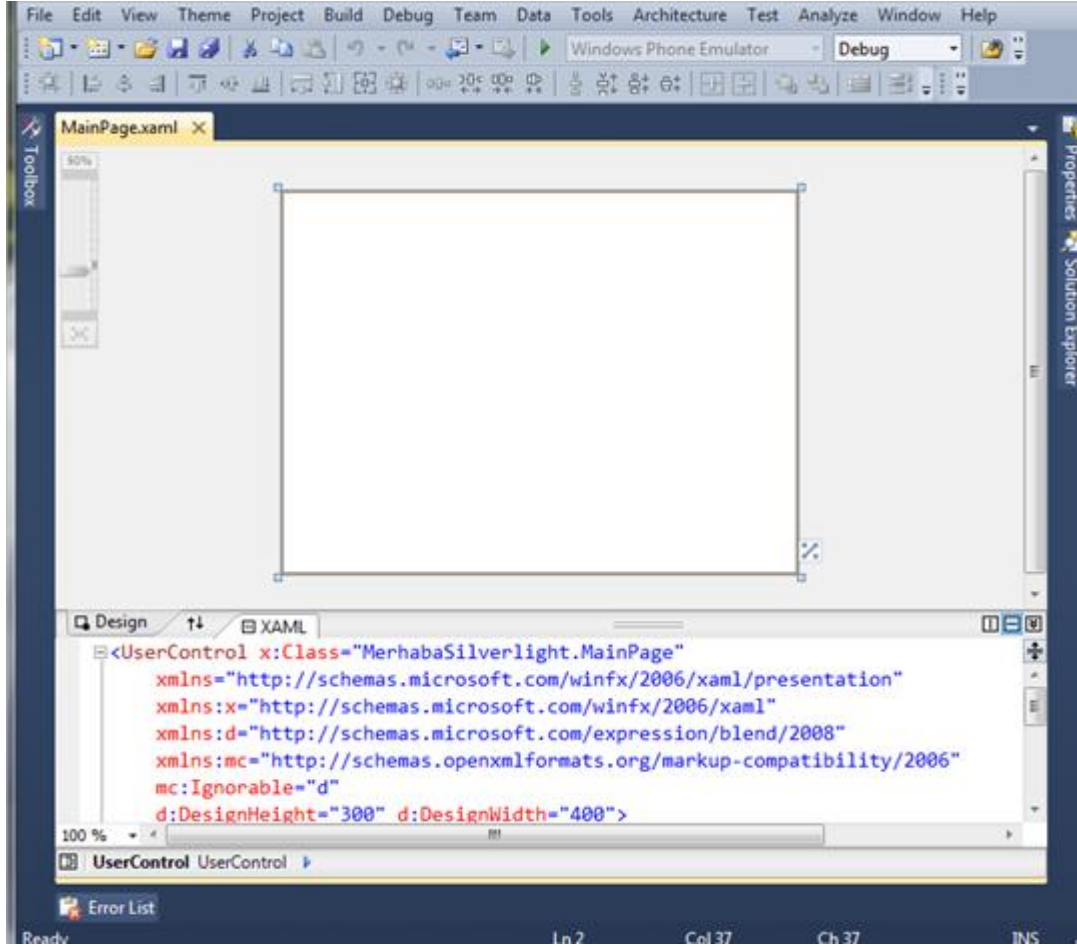 File Edit View Theme Project Build Debug Team Data Tools Architecture Test Analyze Window Help
Windows Phone Emulator Debug
MainPage.xaml
Toolbox
Properties
Solution Explorer
90%
Design XAML
<UserControl x:Class="MerhabaSilverlight.MainPage"
xmlns="http://schemas.microsoft.com/winfx/2006/xaml/presentation"
xmlns:x="http://schemas.microsoft.com/winfx/2006/xaml"
xmlns:d="http://schemas.microsoft.com/expression/blend/2008"
xmlns:mc="http://schemas.openxmlformats.org/markup-compatibility/2006"
mc:Ignorable="d"
d:DesignHeight="300" d:DesignWidth="400">
100 %
UserControl UserControl
Error List
Ready Ln 2 Col 37 Ch 37 INS